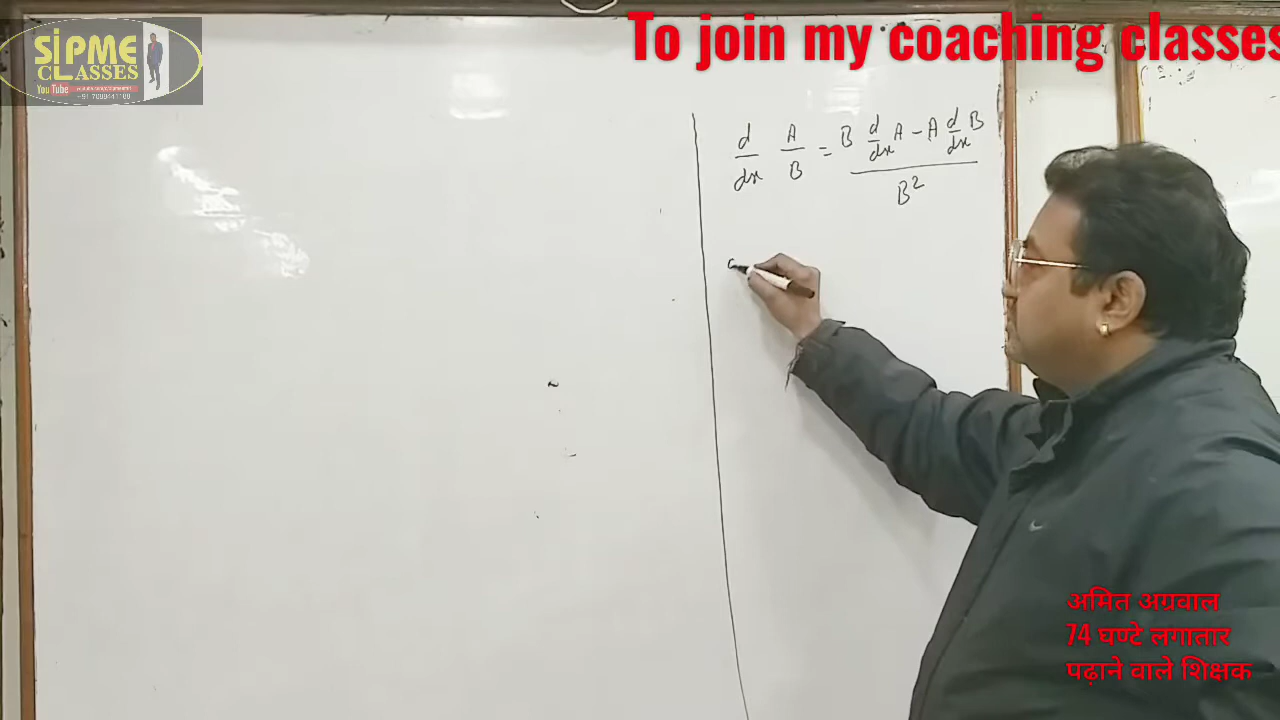 SiPME
CLASSES
YouTube
To join my coaching classes
d/dx A/B = (B d/dx A - A d/dx B)/B²
अमित अग्रवाल
74 घण्टे लगातार
पढ़ाने वाले शिक्षक